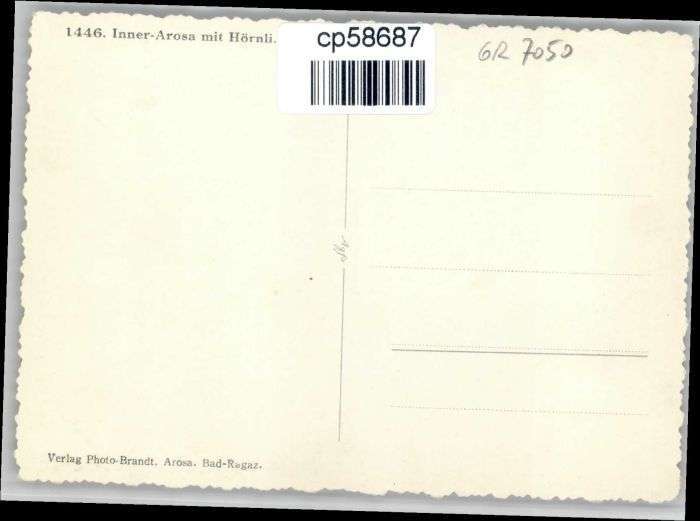 1446. Inner-Arosa mit Hörnli.
cp58687
GR 7050
Verlag Photo-Brandt. Arosa. Bad-Ragaz.